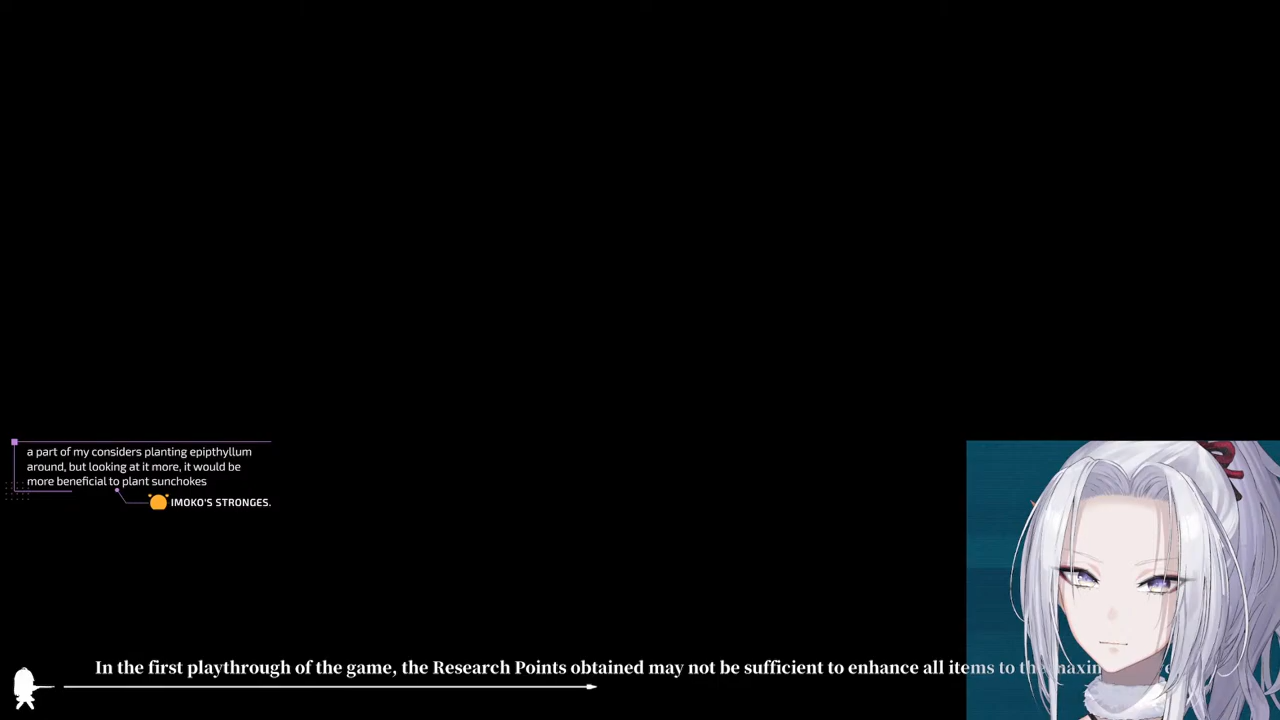 a part of my considers planting epipthyllum
around, but looking at it more, it would be
more beneficial to plant sunchokes
IMOKO'S STRONGES.
In the first playthrough of the game, the Research Points obtained may not be sufficient to enhance all items to the